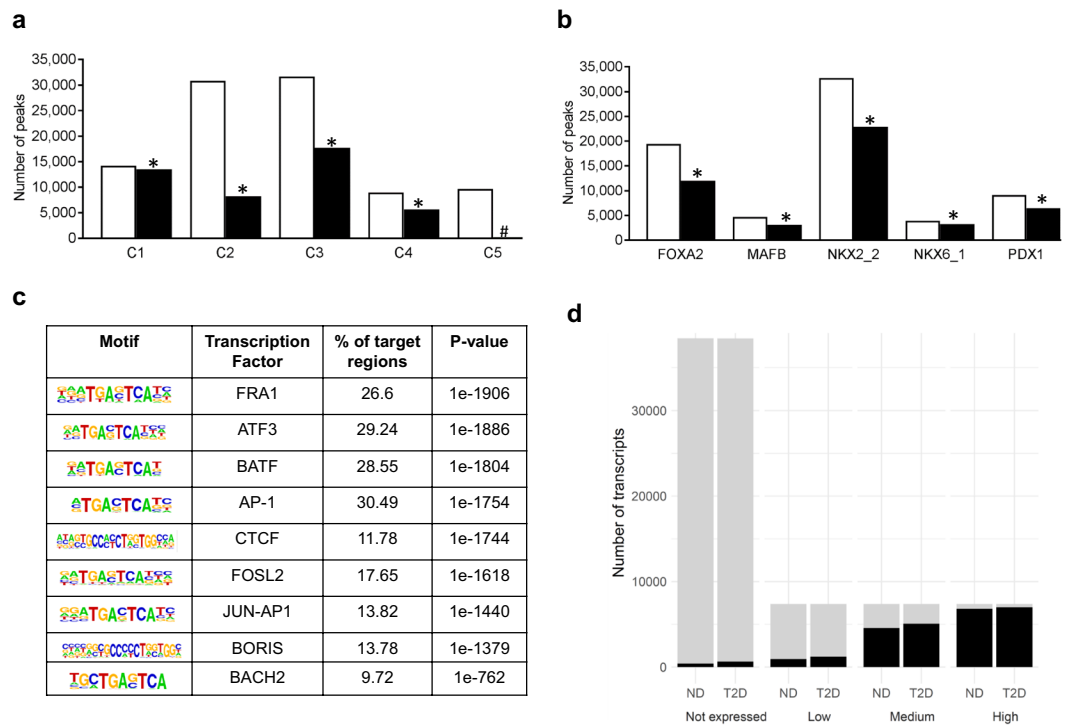 a
35,000
30,000
25,000
20,000
15,000
10,000
5,000
0
Number of peaks
*
*
*
*
#
C1 C2 C3 C4 C5
b
35,000
30,000
25,000
20,000
15,000
10,000
5,000
0
Number of peaks
*
*
*
*
*
FOXA2 MAFB NKX2_2 NKX6_1 PDX1
c
Motif Transcription Factor % of target regions P-value
FRA1 26.6 1e-1906
ATF3 29.24 1e-1886
BATF 28.55 1e-1804
AP-1 30.49 1e-1754
CTCF 11.78 1e-1744
FOSL2 17.65 1e-1618
JUN-AP1 13.82 1e-1440
BORIS 13.78 1e-1379
TGCTGAGTCA BACH2 9.72 1e-762
d
30000
20000
10000
0
Number of transcripts
ND T2D ND T2D ND T2D ND T2D
Not expressed Low Medium High